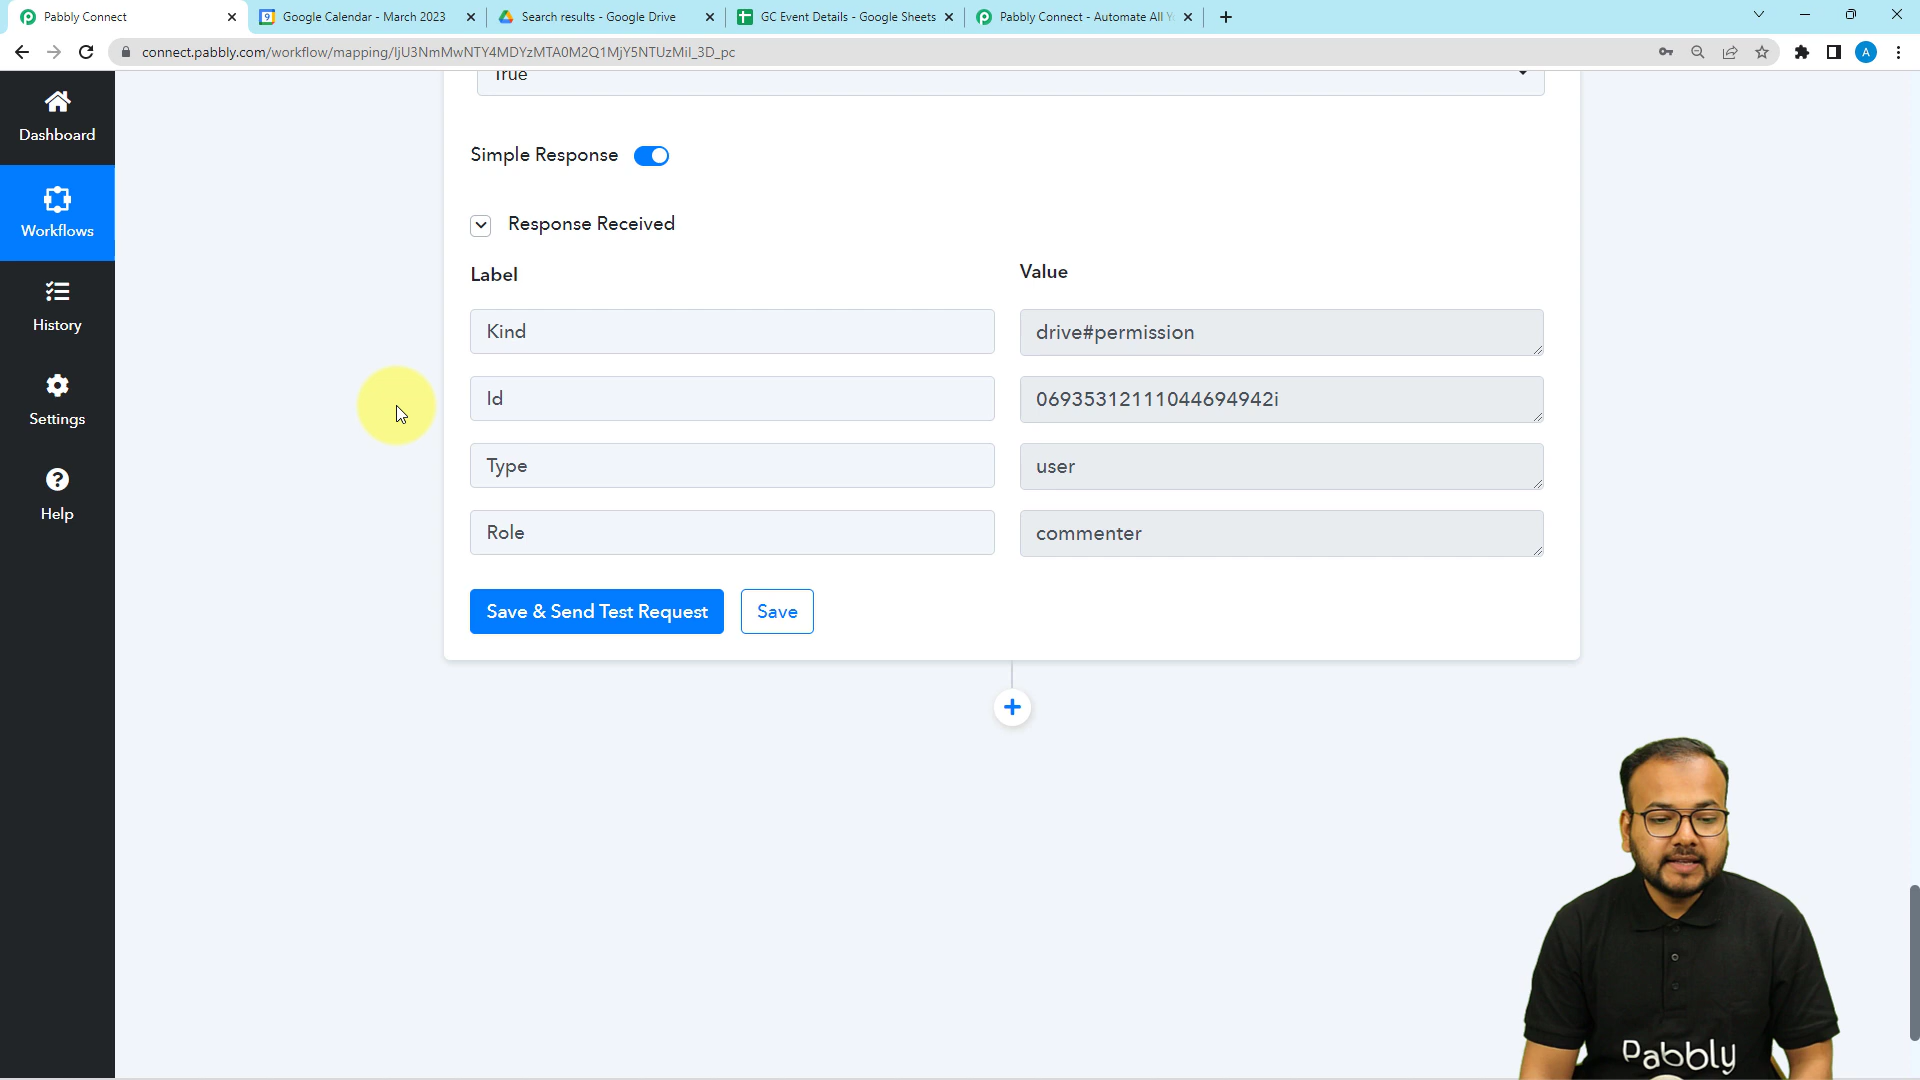 Pabbly Connect
Google Calendar - March 2023
Search results - Google Drive
GC Event Details - Google Sheets
Pabbly Connect - Automate All Y
connect.pabbly.com/workflow/mapping/IjU3NmMwNTY4MDYzMTA0M2Q1MjY5NTUzMiI_3D_pc
A
Dashboard
Workflows
History
Settings
Help
True
Simple Response
Response Received
Label
Value
Kind
drive#permission
Id
06935312111044694942i
Type
user
Role
commenter
Save & Send Test Request
Save
Pabbly